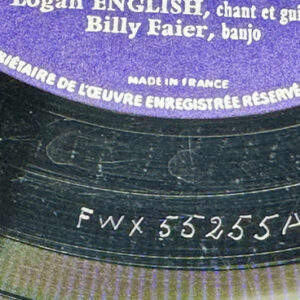 Logan ENGLISH, chant et gui
Billy Faier, banjo
MADE IN FRANCE
RIÉTAIRE DE L'ŒUVRE ENREGISTRÉE RÉSERVÉ
FWX 55255A